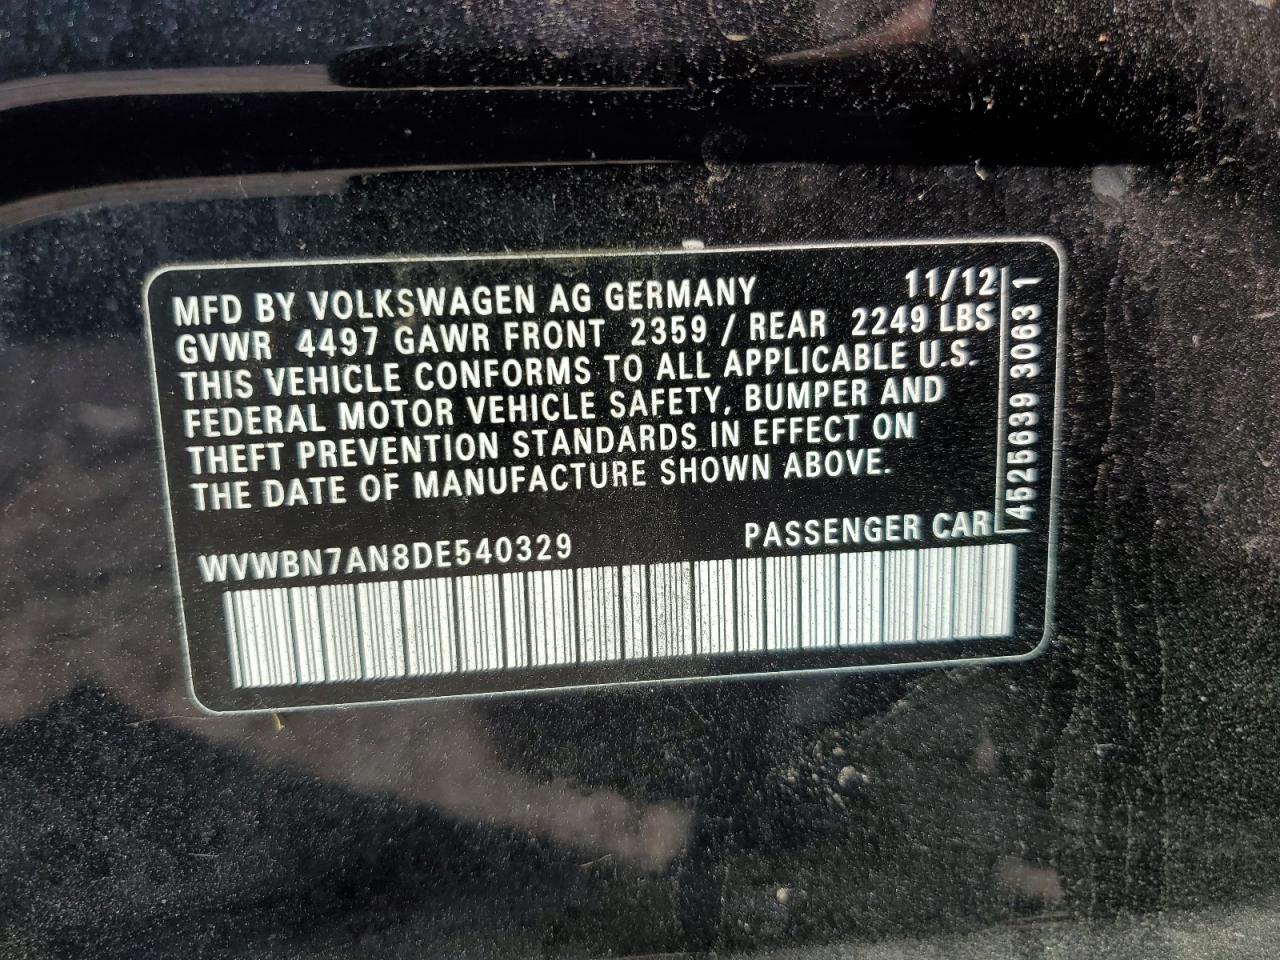 MFD BY VOLKSWAGEN AG GERMANY 11/12
GVWR 4497 GAWR FRONT 2359 / REAR 2249 LBS
THIS VEHICLE CONFORMS TO ALL APPLICABLE U.S.
FEDERAL MOTOR VEHICLE SAFETY, BUMPER AND
THEFT PREVENTION STANDARDS IN EFFECT ON
THE DATE OF MANUFACTURE SHOWN ABOVE.
WVWBN7AN8DE540329 PASSENGER CAR
4525639 3063 1